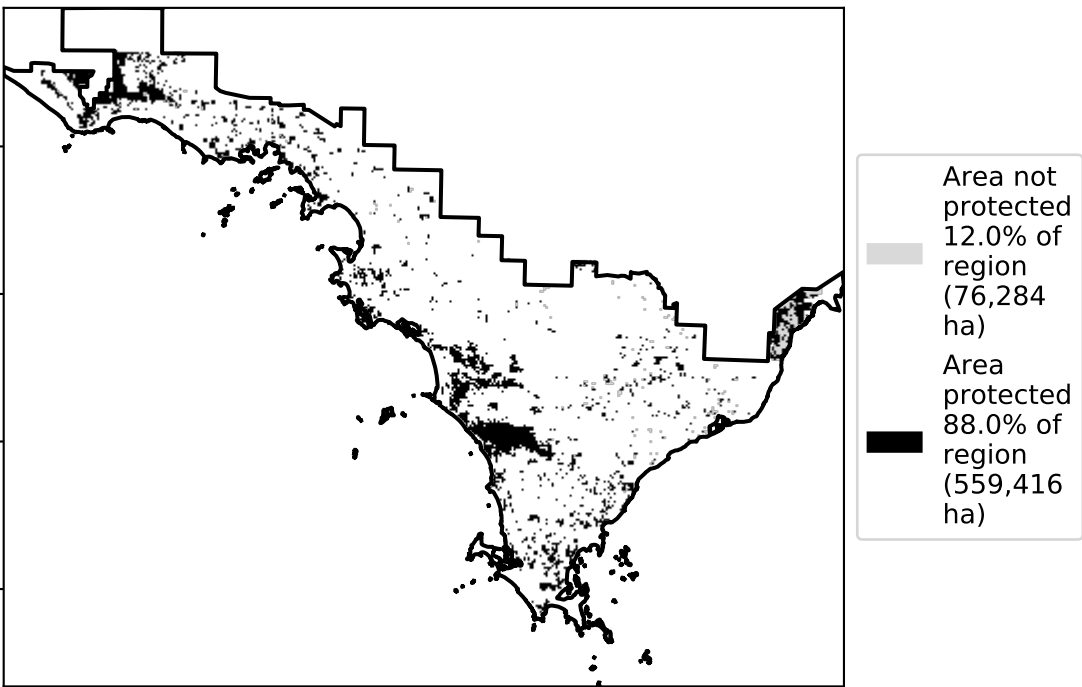 Area not
protected
12.0% of
region
(76,284
ha)
Area
protected
88.0% of
region
(559,416
ha)